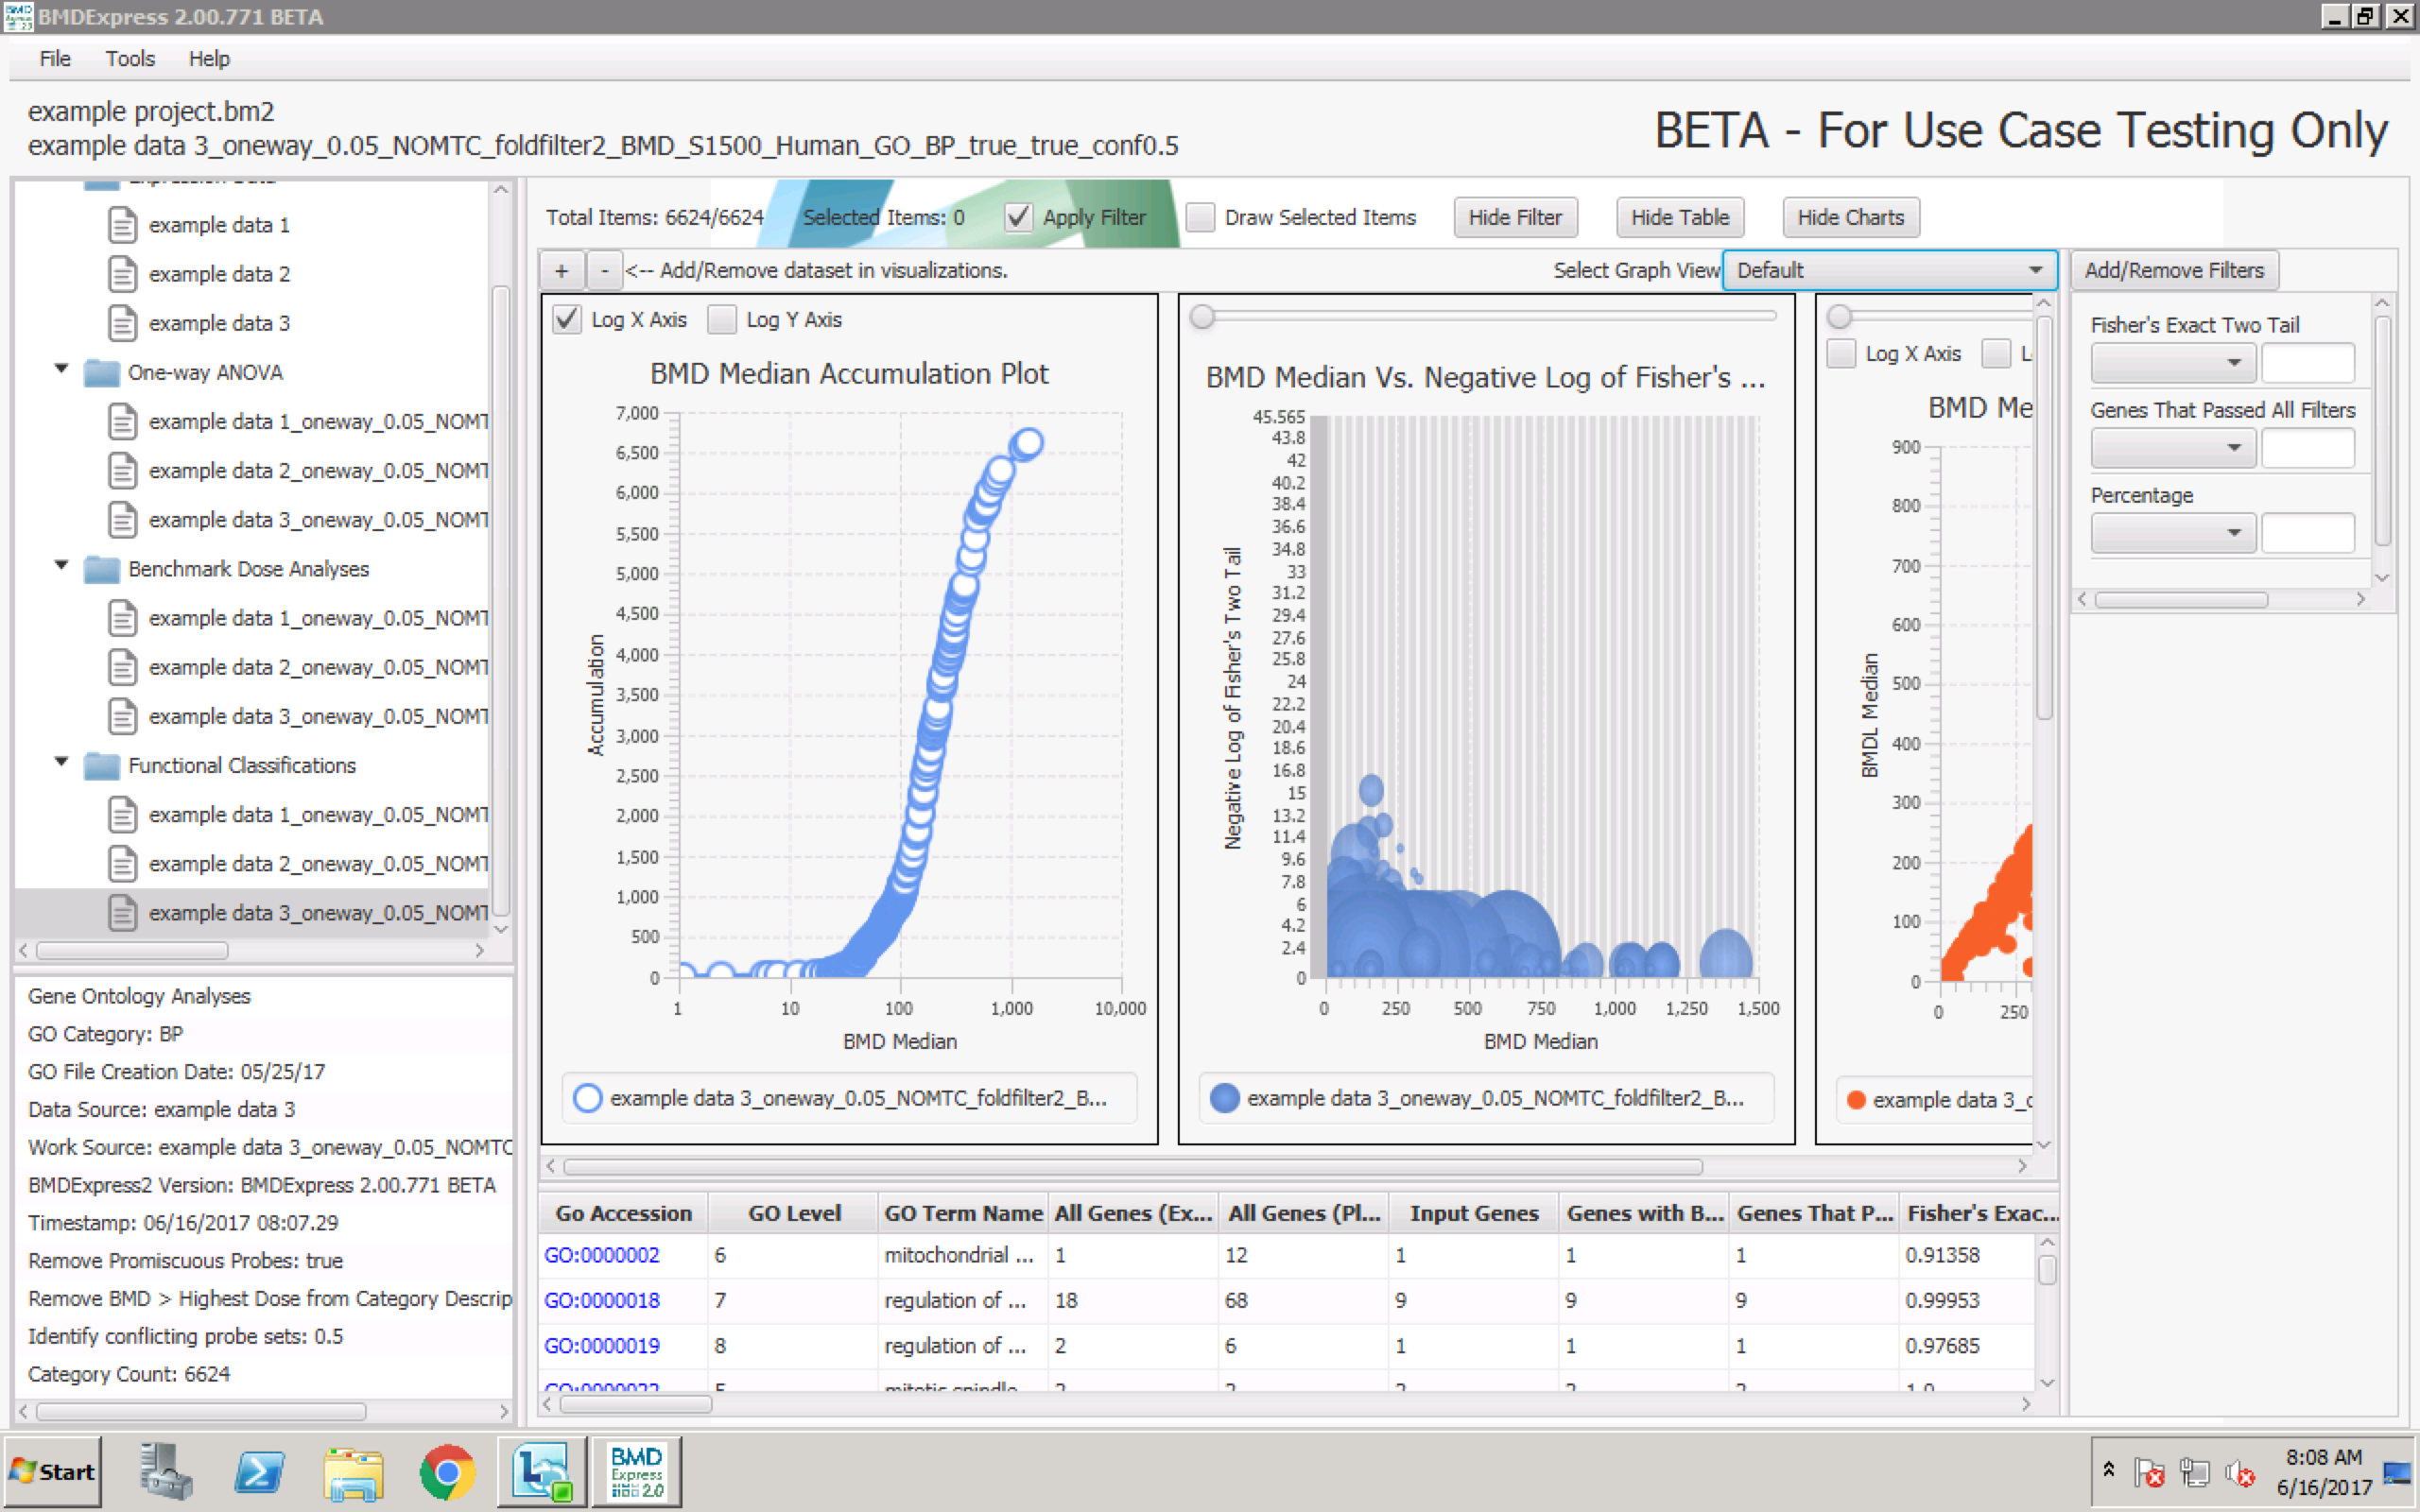 BMDExpress 2.00.771 BETA
File Tools Help
example project.bm2
example data 3_oneway_0.05_NOMTC_foldfilter2_BMD_S1500_Human_GO_BP_true_true_conf0.5
BETA - For Use Case Testing Only
example data 1
example data 2
example data 3
One-way ANOVA
example data 1_oneway_0.05_NOMT
example data 2_oneway_0.05_NOMT
example data 3_oneway_0.05_NOMT
Benchmark Dose Analyses
example data 1_oneway_0.05_NOMT
example data 2_oneway_0.05_NOMT
example data 3_oneway_0.05_NOMT
Functional Classifications
example data 1_oneway_0.05_NOMT
example data 2_oneway_0.05_NOMT
example data 3_oneway_0.05_NOMT
Gene Ontology Analyses
GO Category: BP
GO File Creation Date: 05/25/17
Data Source: example data 3
Work Source: example data 3_oneway_0.05_NOMTC
BMDExpress2 Version: BMDExpress 2.00.771 BETA
Timestamp: 06/16/2017 08:07.29
Remove Promiscuous Probes: true
Remove BMD > Highest Dose from Category Descrip
Identify conflicting probe sets: 0.5
Category Count: 6624
Total Items: 6624/6624 Selected Items: 0 Apply Filter Draw Selected Items Hide Filter Hide Table Hide Charts
+ - <-- Add/Remove dataset in visualizations. Select Graph View Default
Log X Axis Log Y Axis
BMD Median Accumulation Plot
7,000
6,500
6,000
5,500
5,000
4,500
4,000
3,500
3,000
2,500
2,000
1,500
1,000
500
0
Accumulation
1 10 100 1,000 10,000
BMD Median
example data 3_oneway_0.05_NOMTC_foldfilter2_B...
BMD Median Vs. Negative Log of Fisher's ...
45.565
43.8
42
40.2
38.4
36.6
34.8
33
31.2
29.4
27.6
25.8
24
22.2
20.4
18.6
16.8
15
13.2
11.4
9.6
7.8
6
4.2
2.4
0
Negative Log of Fisher's Two Tail
0 250 500 750 1,000 1,250 1,500
BMD Median
example data 3_oneway_0.05_NOMTC_foldfilter2_B...
Log X Axis L
BMD Me
900
800
700
600
500
400
300
200
100
0
BMDL Median
0 250
example data 3_o
Add/Remove Filters
Fisher's Exact Two Tail
Genes That Passed All Filters
Percentage
Go Accession GO Level GO Term Name All Genes (Ex... All Genes (Pl... Input Genes Genes with B... Genes That P... Fisher's Exac...
GO:0000002 6 mitochondrial ... 1 12 1 1 1 0.91358
GO:0000018 7 regulation of ... 18 68 9 9 9 0.99953
GO:0000019 8 regulation of ... 2 6 1 1 1 0.97685
Start
BMD
Express
2.0
8:08 AM
6/16/2017